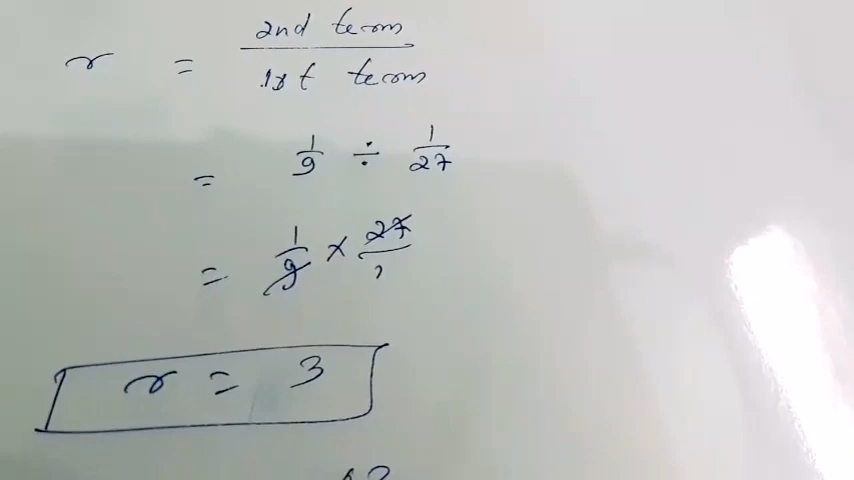 r = 2nd term / 1st term
= 1/9 ÷ 1/27
= 1/9 × 27/1
r = 3